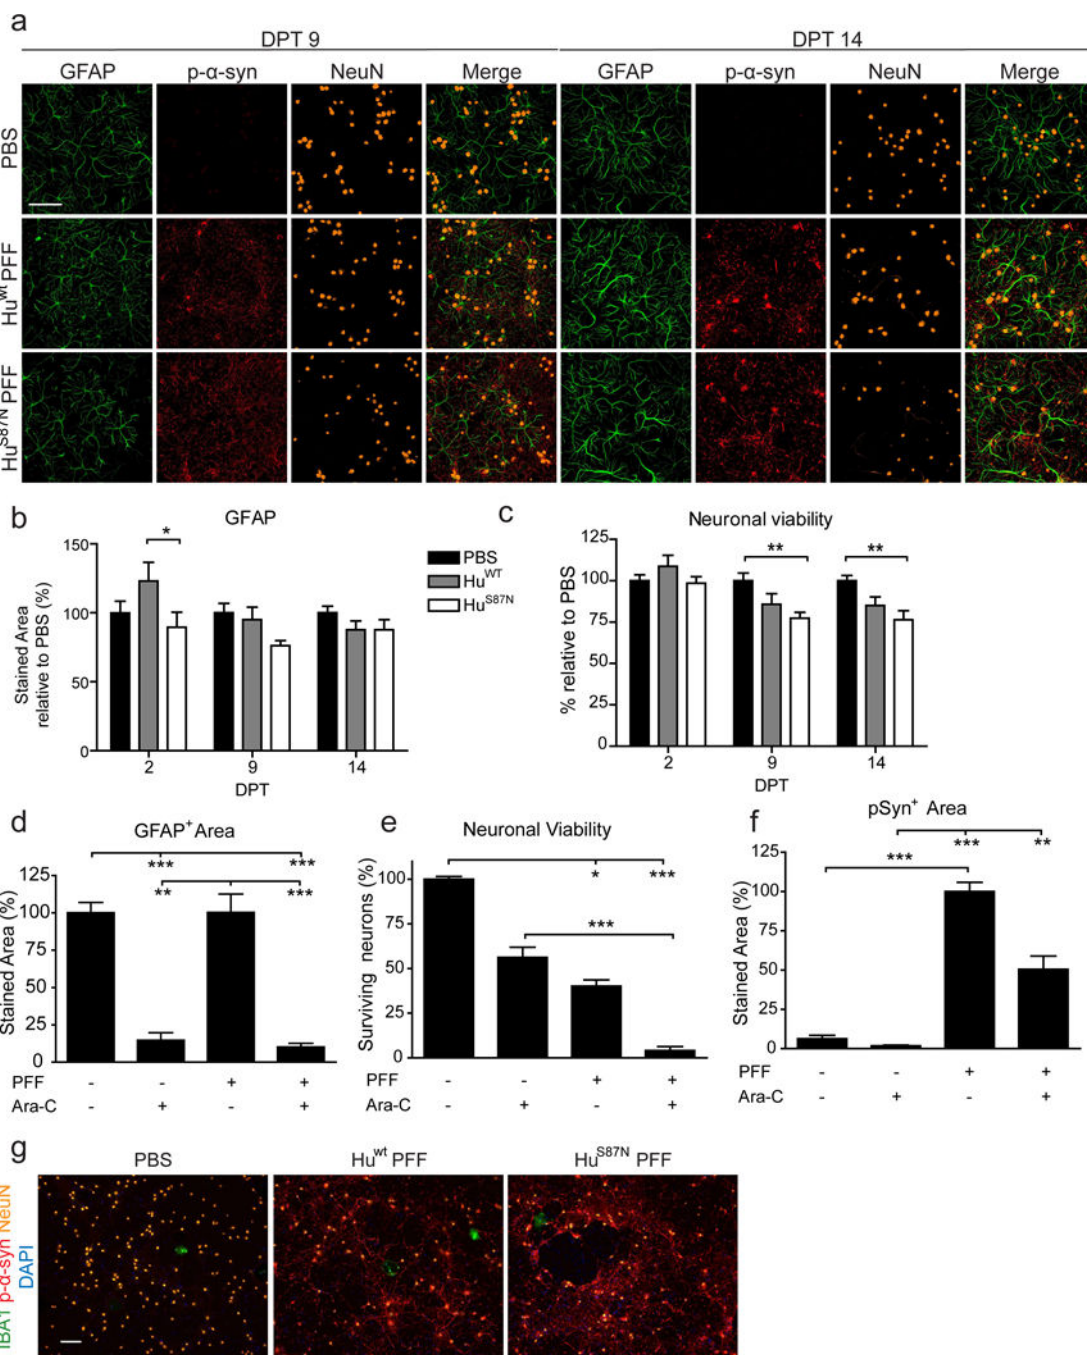 a
DPT 9 DPT 14
GFAP p-α-syn NeuN Merge GFAP p-α-syn NeuN Merge
PBS
Hu^wt PFF
Hu^S87N PFF
b
GFAP
*
Stained Area
relative to PBS (%)
150
100
50
0
2 9 14
DPT
PBS
Hu^WT
Hu^S87N
c
Neuronal viability
** **
% relative to PBS
125
100
75
50
25
0
2 9 14
DPT
d
GFAP⁺ Area
*** ***
** ***
Stained Area (%)
125
100
75
50
25
0
PFF - - + +
Ara-C - + - +
e
Neuronal Viability
* ***
***
Surviving neurons (%)
100
75
50
25
0
PFF - - + +
Ara-C - + - +
f
pSyn⁺ Area
*** **
***
Stained Area (%)
125
100
75
50
25
0
PFF - - + +
Ara-C - + - +
g
PBS Hu^wt PFF Hu^S87N PFF
IBA1 p-α-syn NeuN
DAPI